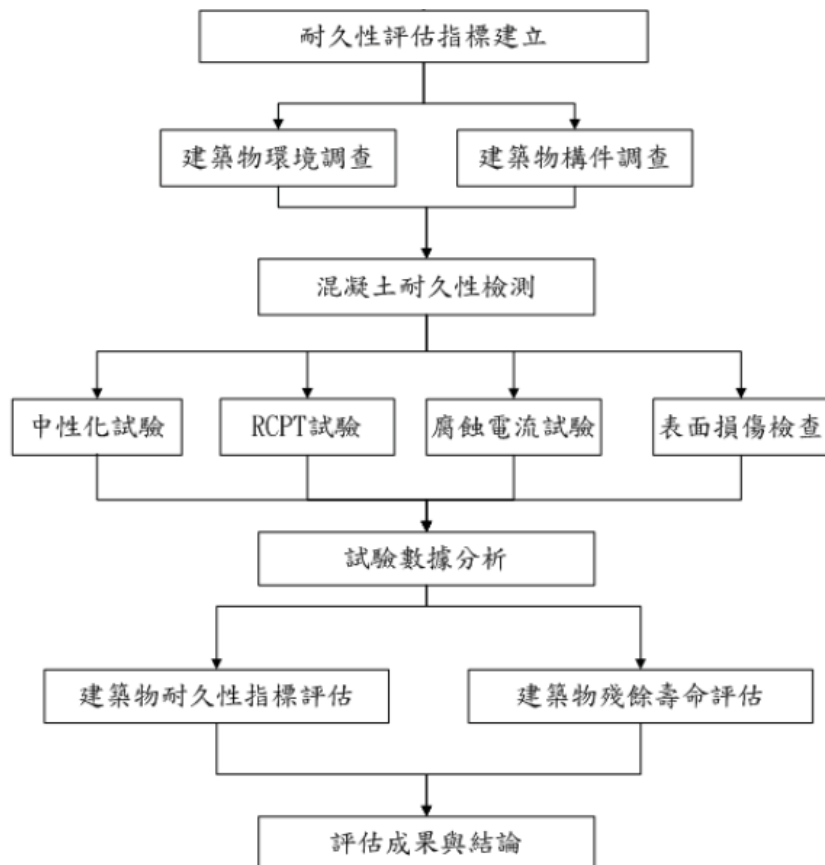 耐久性評估指標建立
建築物環境調查
建築物構件調查
混凝土耐久性檢測
中性化試驗
RCPT試驗
腐蝕電流試驗
表面損傷檢查
試驗數據分析
建築物耐久性指標評估
建築物殘餘壽命評估
評估成果與結論